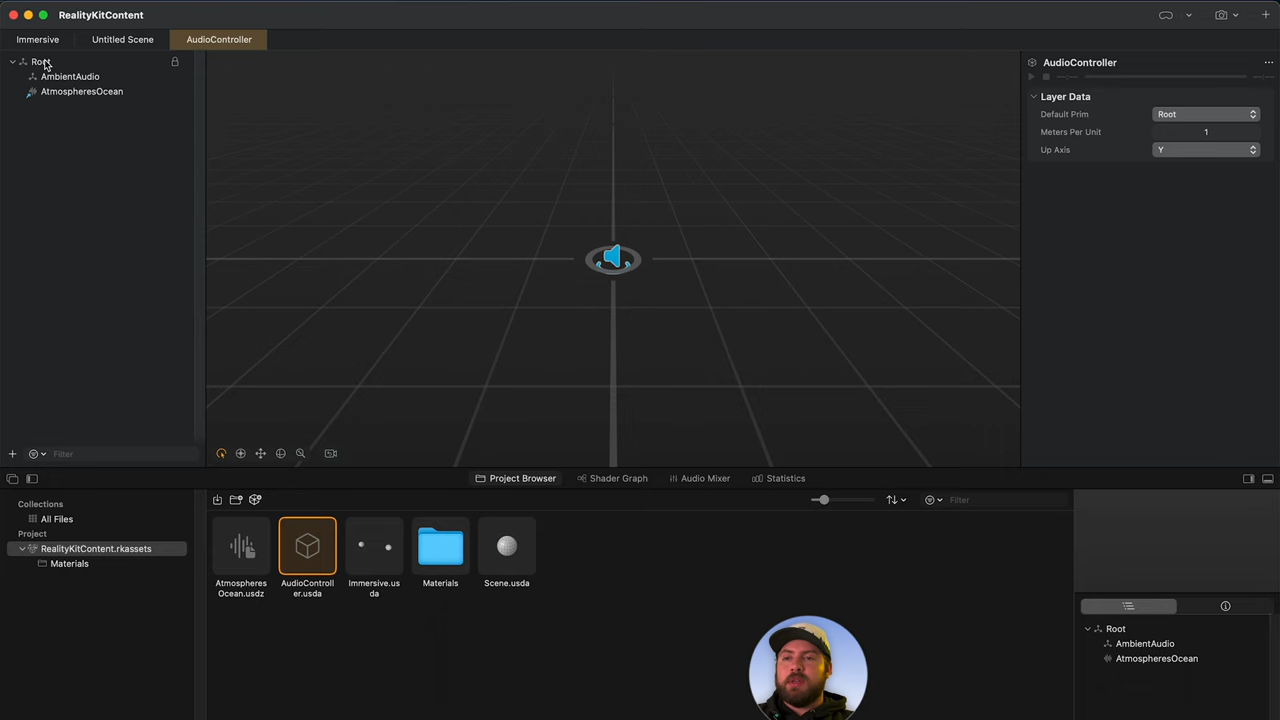 RealityKitContent
Immersive
Untitled Scene
AudioController
Root
AmbientAudio
AtmospheresOcean
AudioController
Layer Data
Default Prim
Root
Meters Per Unit
1
Up Axis
Y
Filter
Project Browser
Shader Graph
Audio Mixer
Statistics
Collections
All Files
Project
RealityKitContent.rkassets
Materials
Filter
Atmospheres
Ocean.usdz
AudioControll
er.usda
Immersive.us
da
Materials
Scene.usda
Root
AmbientAudio
AtmospheresOcean